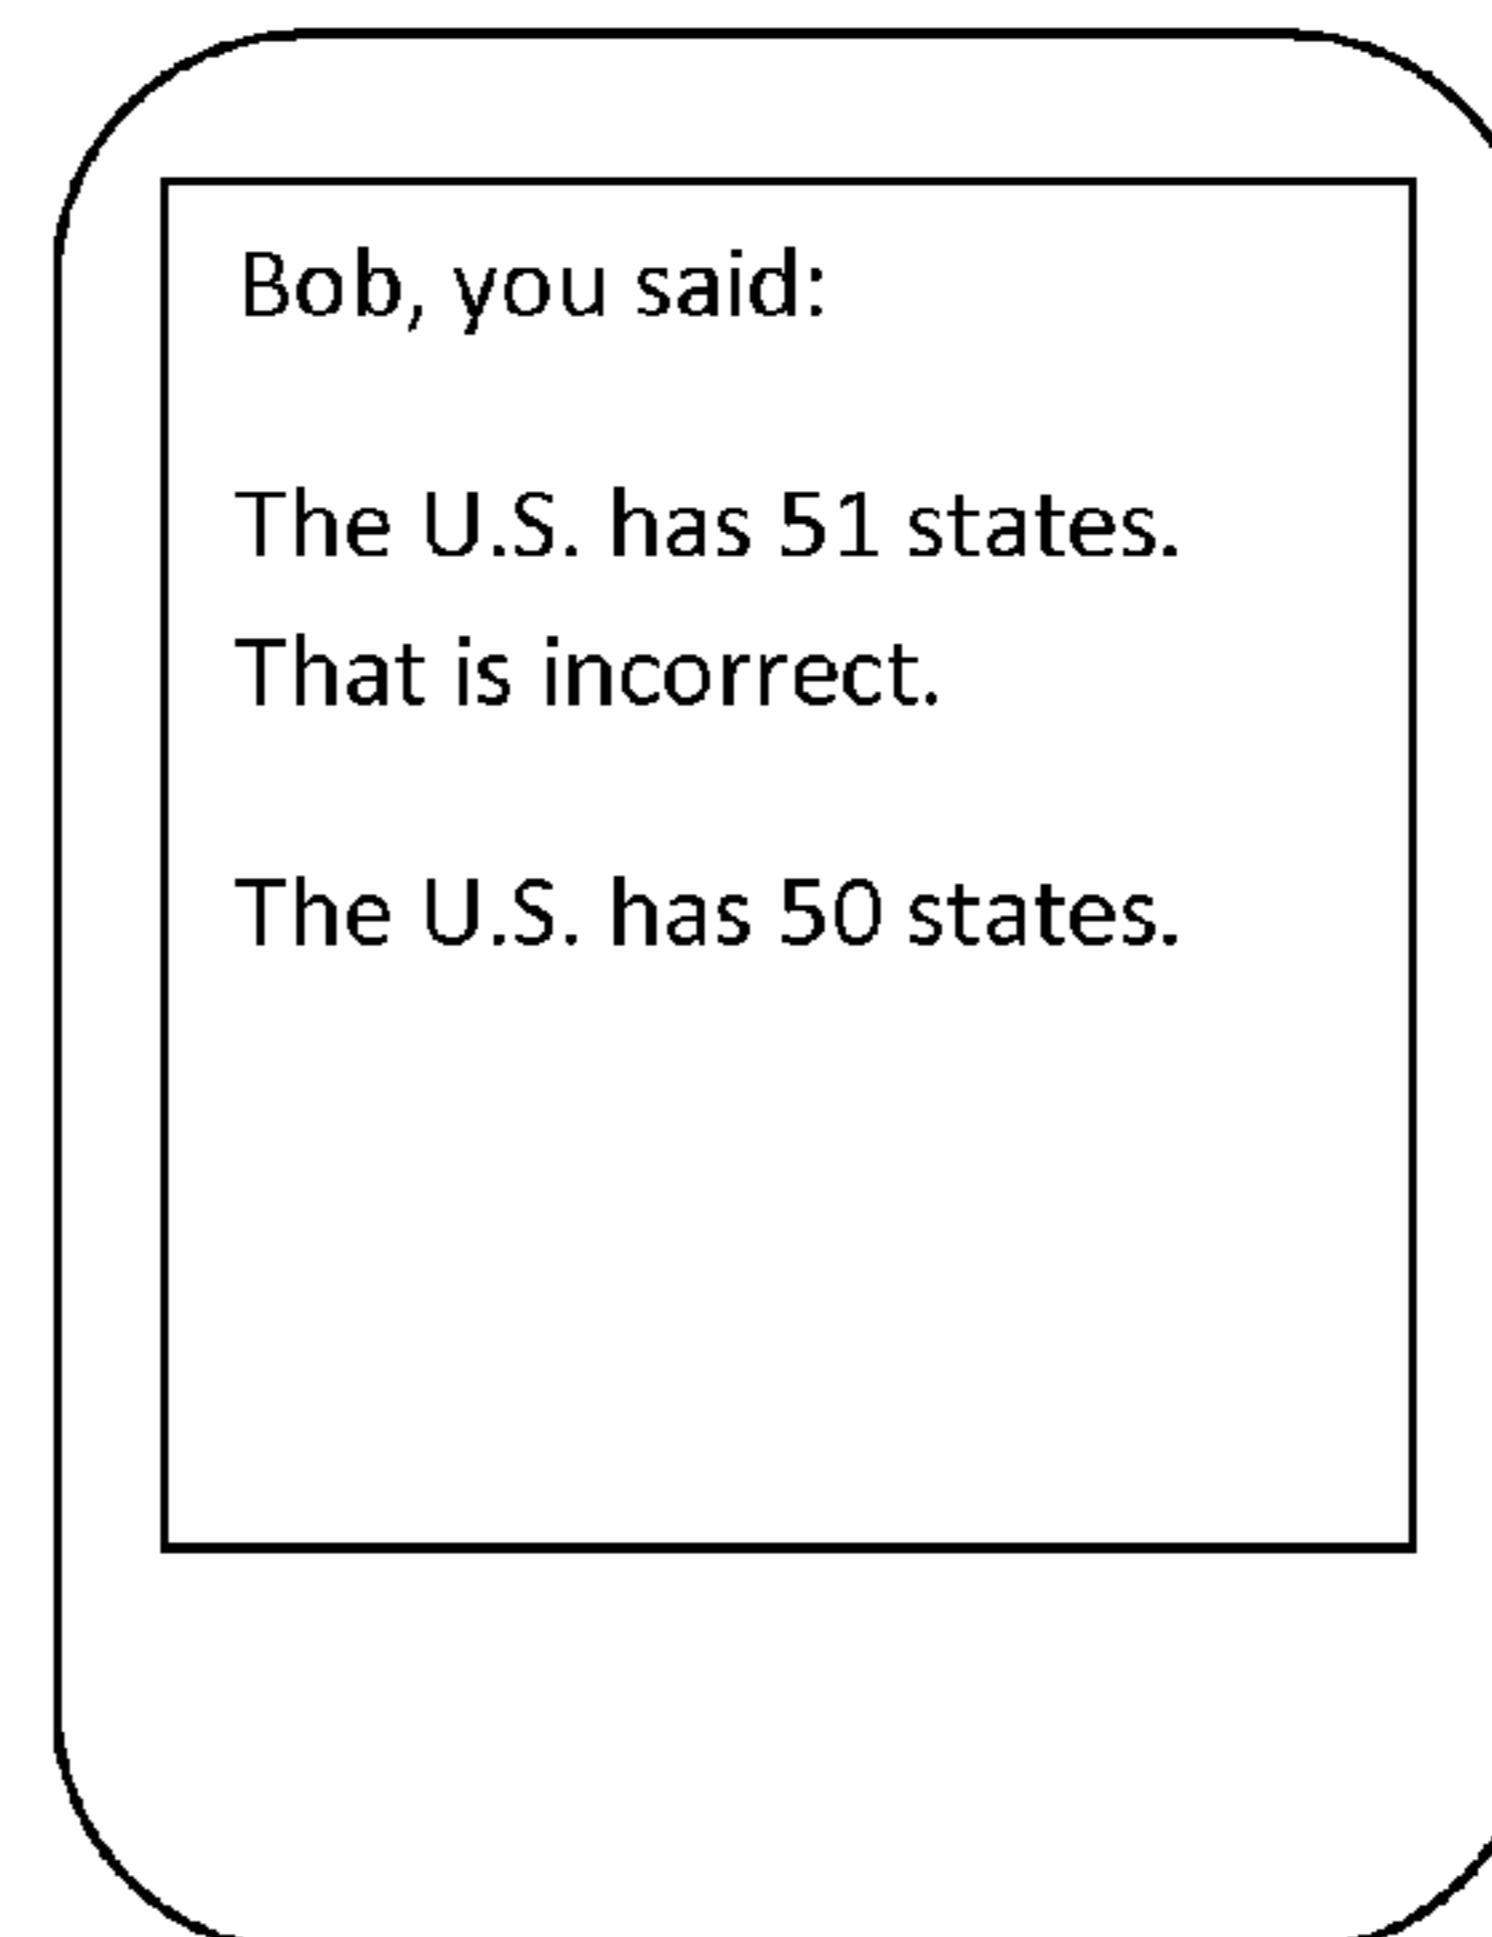 Bob, you said:
The U.S. has 51 states.
That is incorrect.
The U.S. has 50 states.